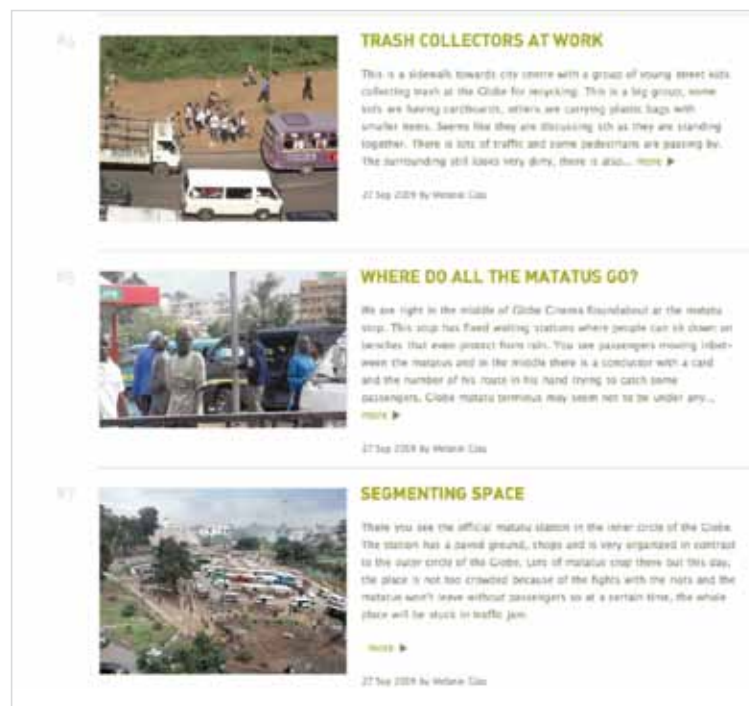 TRASH COLLECTORS AT WORK
This is a sidewalk towards city centre with a group of young street kids
collecting trash at the Globe for recycling. This is a big group, some
kids are having cardboards, others are carrying plastic bags with
smaller items. Seems like they are discussing sth as they are standing
together. There is lots of traffic and some pedestrians are passing by.
The surrounding still looks very dirty, there is also... more
27 Sep 2009 by Melanie
WHERE DO ALL THE MATATUS GO?
We are right in the middle of Globe Cinema Roundabout at the matatu
stop. This stop has fixed waiting stations where people can sit down on
benches that even protect from rain. You see passengers moving inbet-
ween the matatus and in the middle there is a conductor with a card
and the number of his route in his hand trying to catch some
passengers. Globe matatu terminus may seem not to be under any...
more
27 Sep 2009 by Melanie
SEGMENTING SPACE
There you see the official matatu station in the inner circle of the Globe.
The station has a paved ground, shops and is very organized in contrast
to the outer circle of the Globe. Lots of matatus stop there but this day,
the place is not too crowded because of the fights with the riots and the
matatus won't leave without passengers so at a certain time, the whole
place will be stuck in traffic jam.
more
27 Sep 2009 by Melanie